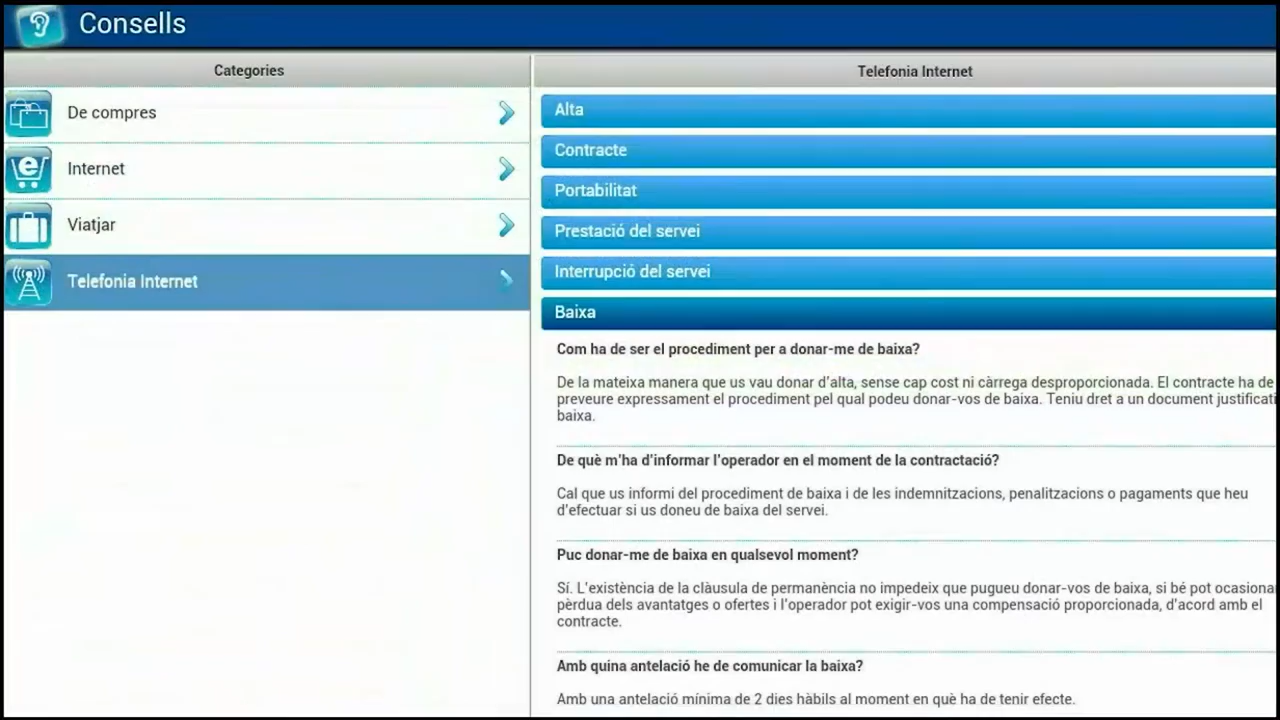 Consells
Categories
De compres
Internet
Viatjar
Telefonia Internet
Telefonia Internet
Alta
Contracte
Portabilitat
Prestació del servei
Interrupció del servei
Baixa
Com ha de ser el procediment per a donar-me de baixa?
De la mateixa manera que us vau donar d'alta, sense cap cost ni càrrega desproporcionada. El contracte ha de
preveure expressament el procediment pel qual podeu donar-vos de baixa. Teniu dret a un document justificati
baixa.
De què m'ha d'informar l'operador en el moment de la contractació?
Cal que us informi del procediment de baixa i de les indemnitzacions, penalitzacions o pagaments que heu
d'efectuar si us doneu de baixa del servei.
Puc donar-me de baixa en qualsevol moment?
Sí. L'existència de la clàusula de permanència no impedeix que pugueu donar-vos de baixa, si bé pot ocasiona
pèrdua dels avantatges o ofertes i l'operador pot exigir-vos una compensació proporcionada, d'acord amb el
contracte.
Amb quina antelació he de comunicar la baixa?
Amb una antelació mínima de 2 dies hàbils al moment en què ha de tenir efecte.